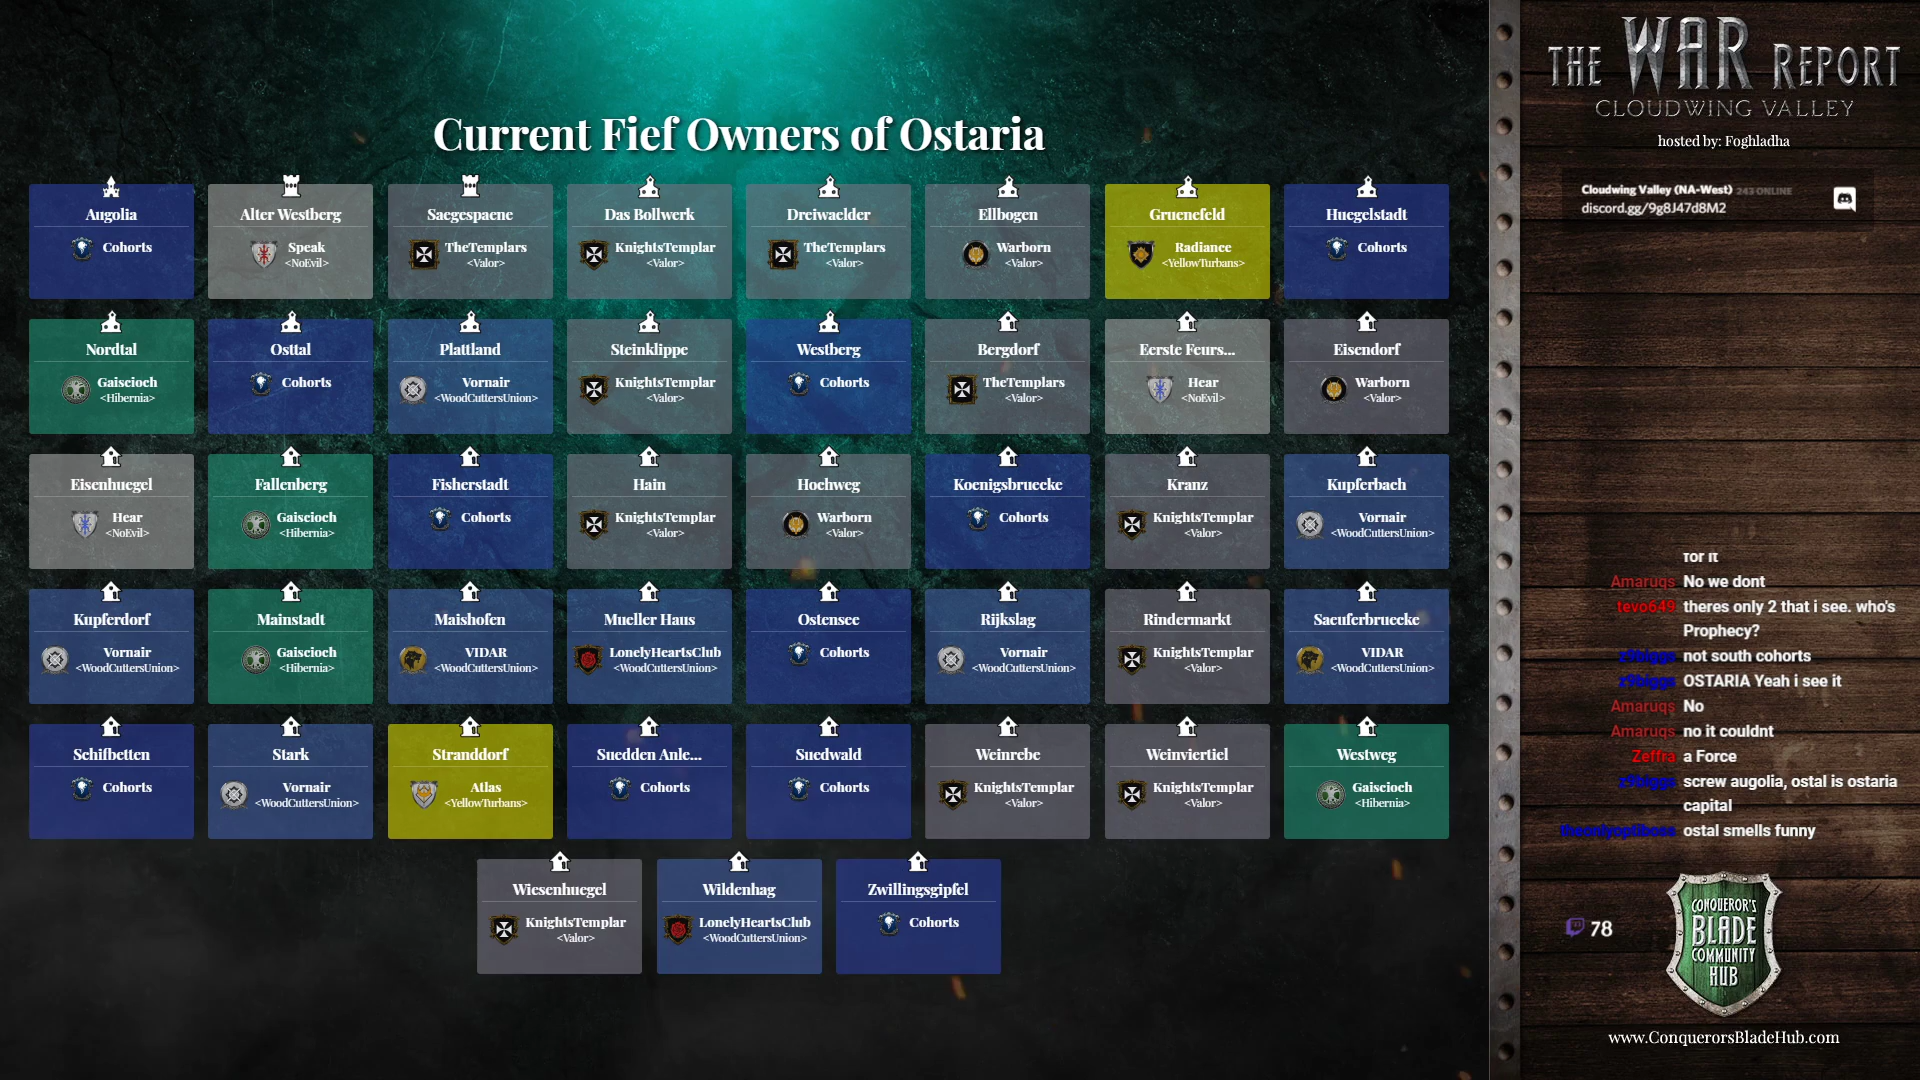 Current Fief Owners of Ostaria
Augolia
Cohorts
Alter Westberg
Speak
<NoEvil>
Saegespaene
TheTemplars
<Valor>
Das Bollwerk
KnightsTemplar
<Valor>
Dreiwaelder
TheTemplars
<Valor>
Ellbogen
Warborn
<Valor>
Gruenefeld
Radiance
<YellowTurbans>
Huegelstadt
Cohorts
Nordtal
Gaiscioch
<Hibernia>
Osttal
Cohorts
Plattland
Vornair
<WoodCuttersUnion>
Steinklippe
KnightsTemplar
<Valor>
Westberg
Cohorts
Bergdorf
TheTemplars
<Valor>
Eerste Feurs...
Hear
<NoEvil>
Eisendorf
Warborn
<Valor>
Eisenhuegel
Hear
<NoEvil>
Fallenberg
Gaiscioch
<Hibernia>
Fisherstadt
Cohorts
Hain
KnightsTemplar
<Valor>
Hochweg
Warborn
<Valor>
Koenigsbruecke
Cohorts
Kranz
KnightsTemplar
<Valor>
Kupferbach
Vornair
<WoodCuttersUnion>
Kupferdorf
Vornair
<WoodCuttersUnion>
Mainstadt
Gaiscioch
<Hibernia>
Maishofen
VIDAR
<WoodCuttersUnion>
Mueller Haus
LonelyHeartsClub
<WoodCuttersUnion>
Ostensee
Cohorts
Rijkslag
Vornair
<WoodCuttersUnion>
Rindermarkt
KnightsTemplar
<Valor>
Saeuferbruecke
VIDAR
<WoodCuttersUnion>
Schifbetten
Cohorts
Stark
Vornair
<WoodCuttersUnion>
Stranddorf
Atlas
<YellowTurbans>
Suedden Anle...
Cohorts
Suedwald
Cohorts
Weinrebe
KnightsTemplar
<Valor>
Weinviertiel
KnightsTemplar
<Valor>
Westweg
Gaiscioch
<Hibernia>
Wiesenhuegel
KnightsTemplar
<Valor>
Wildenhag
LonelyHeartsClub
<WoodCuttersUnion>
Zwillingsgipfel
Cohorts
THE WAR REPORT
CLOUDWING VALLEY
hosted by: Foghladha
Cloudwing Valley (NA-West) 243 ONLINE
discord.gg/9g8J47d8M2
for it
Amaruqs No we dont
tevo649 theres only 2 that i see. who's
Prophecy?
z9biggs not south cohorts
z9biggs OSTARIA Yeah i see it
Amaruqs No
Amaruqs no it couldnt
Zeffra a Force
z9biggs screw augolia, ostal is ostaria
capital
theonlyoptiboss ostal smells funny
78
CONQUEROR'S
BLADE
COMMUNITY
HUB
www.ConquerorsBladeHub.com